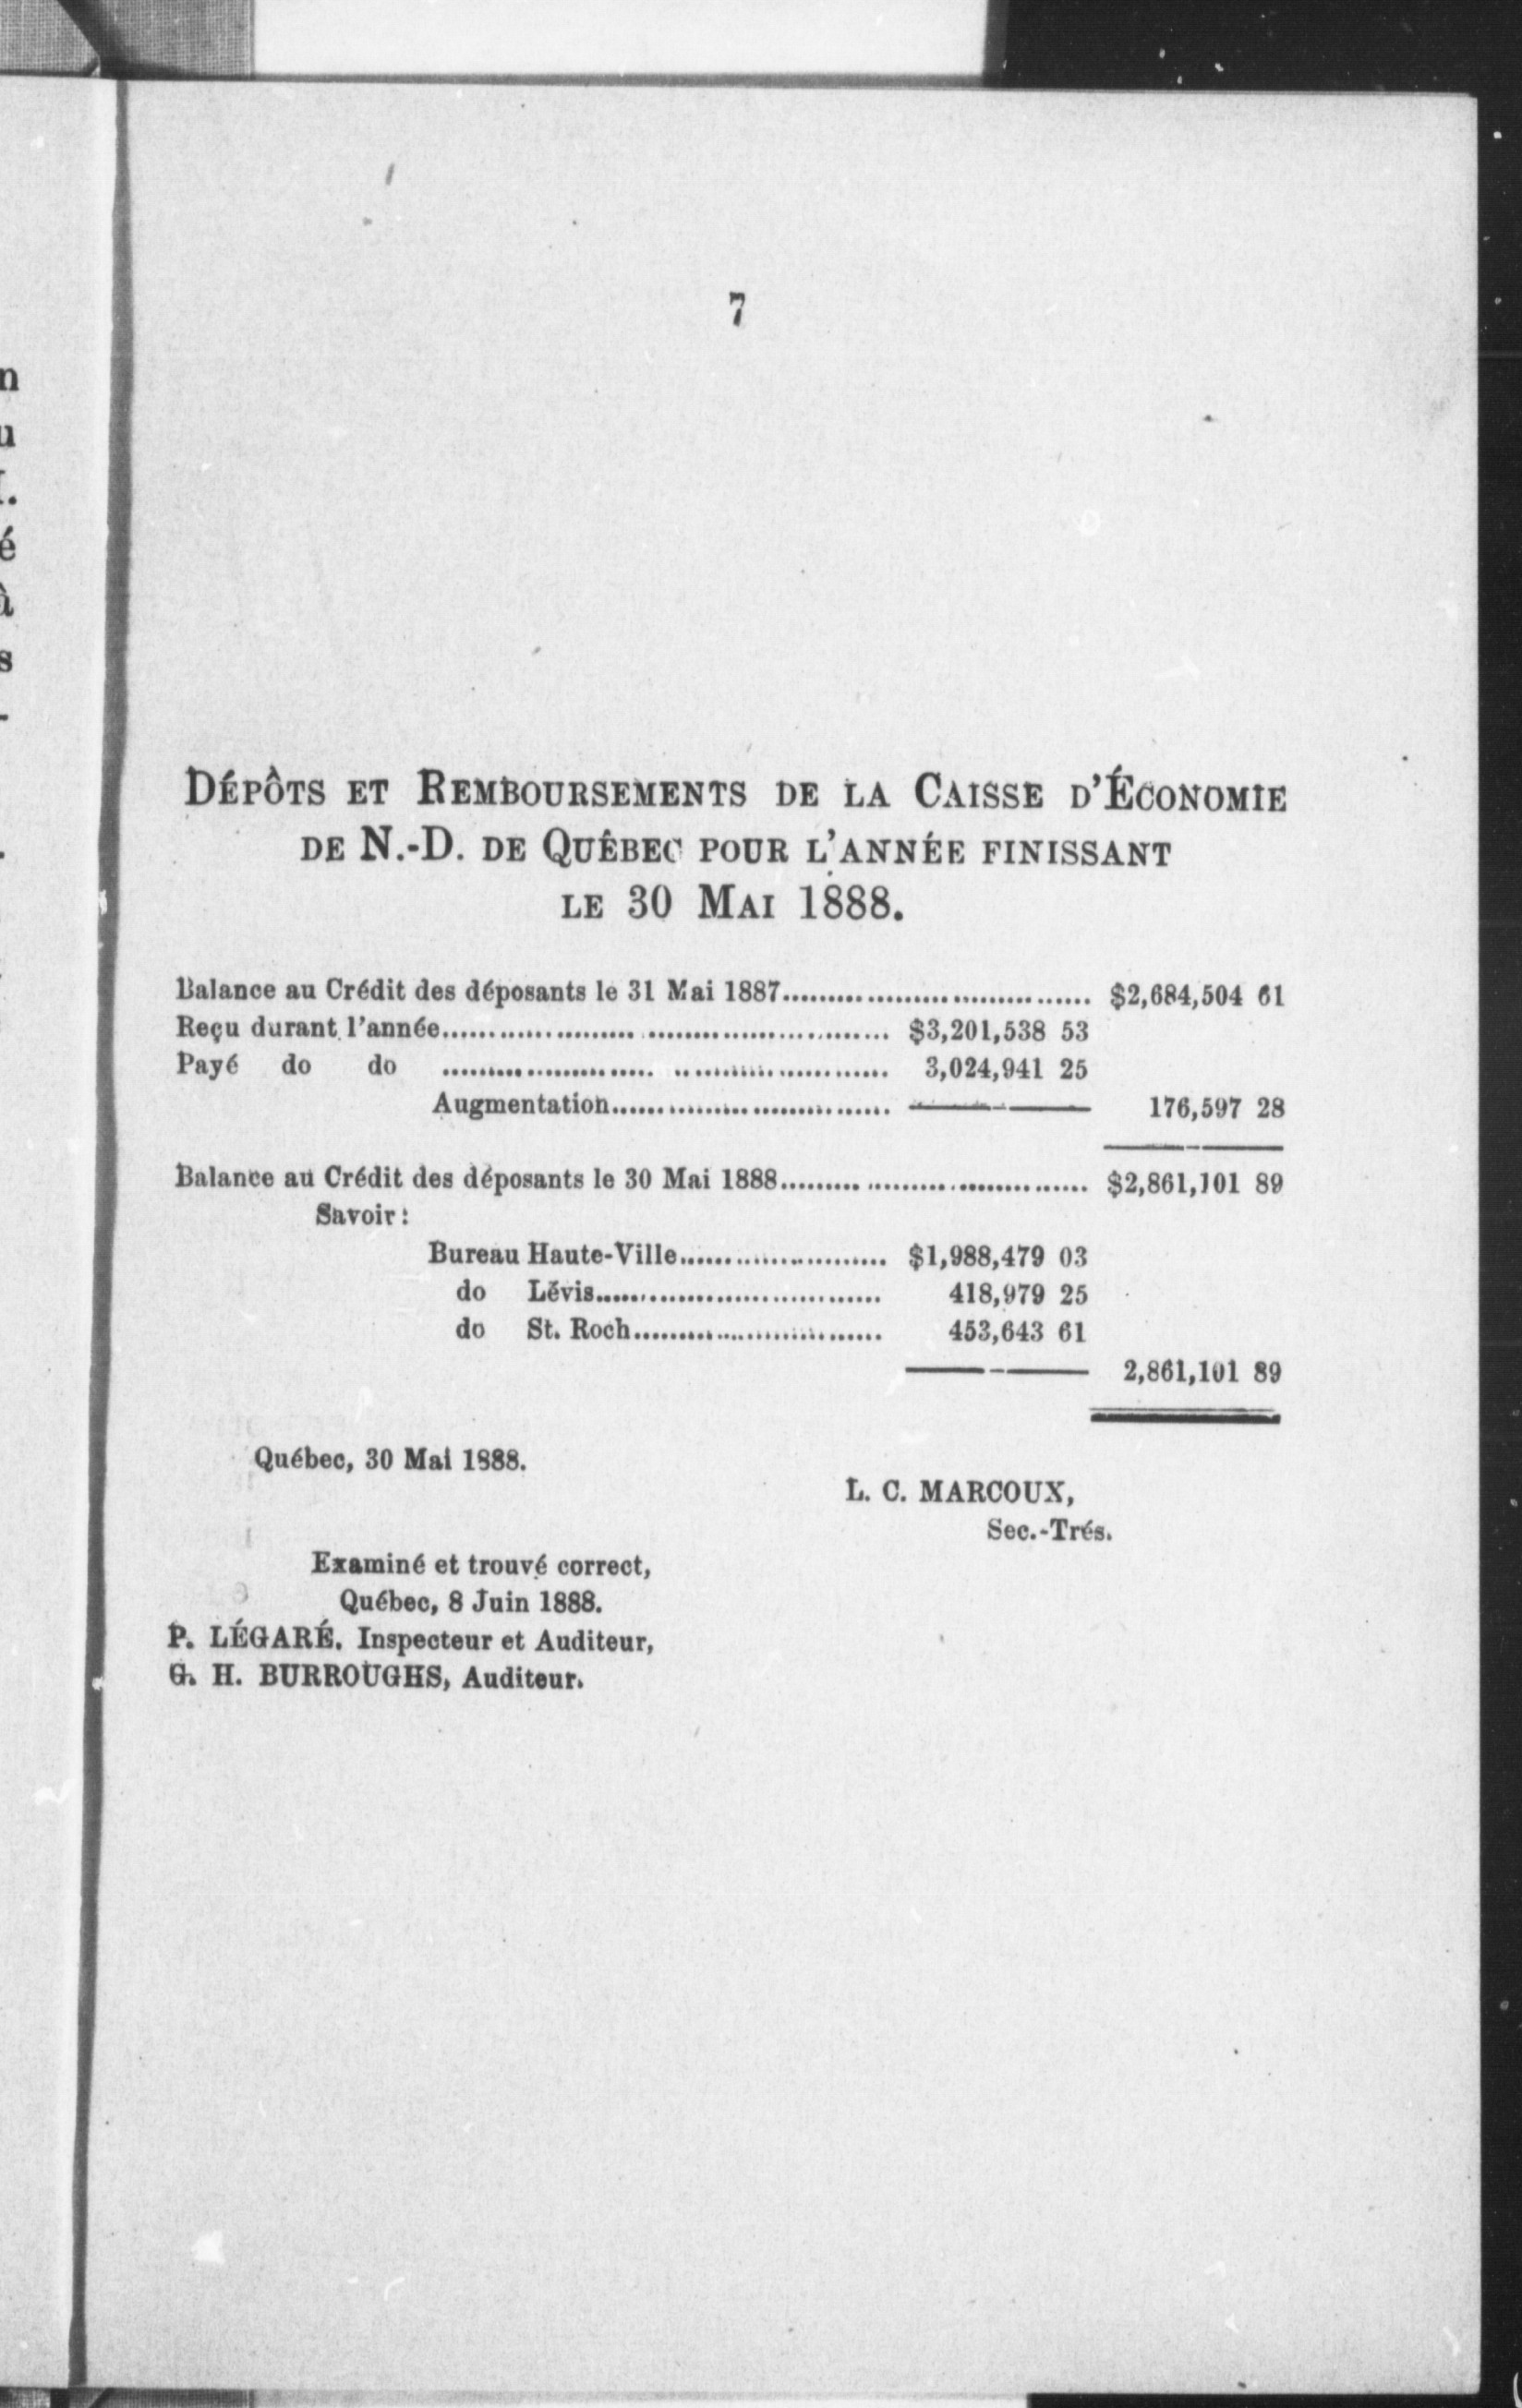 7
DÉPÔTS ET REMBOURSEMENTS DE LA CAISSE D'ÉCONOMIE
DE N.-D. DE QUÉBEC POUR L'ANNÉE FINISSANT
LE 30 MAI 1888.
Balance au Crédit des déposants le 31 Mai 1887.................................. $2,684,504 61
Reçu durant l'année.................................................. $3,201,538 53
Payé do do .................................................. 3,024,941 25
Augmentation.............................. 176,597 28
Balance au Crédit des déposants le 30 Mai 1888.................................. $2,861,101 89
Savoir:
Bureau Haute-Ville........................ $1,988,479 03
do Lévis................................. 418,979 25
do St. Roch............................. 453,643 61
2,861,101 89
Québec, 30 Mai 1888.
L. C. MARCOUX,
Sec.-Trés.
Examiné et trouvé correct,
Québec, 8 Juin 1888.
P. LÉGARÉ. Inspecteur et Auditeur,
G. H. BURROUGHS, Auditeur.